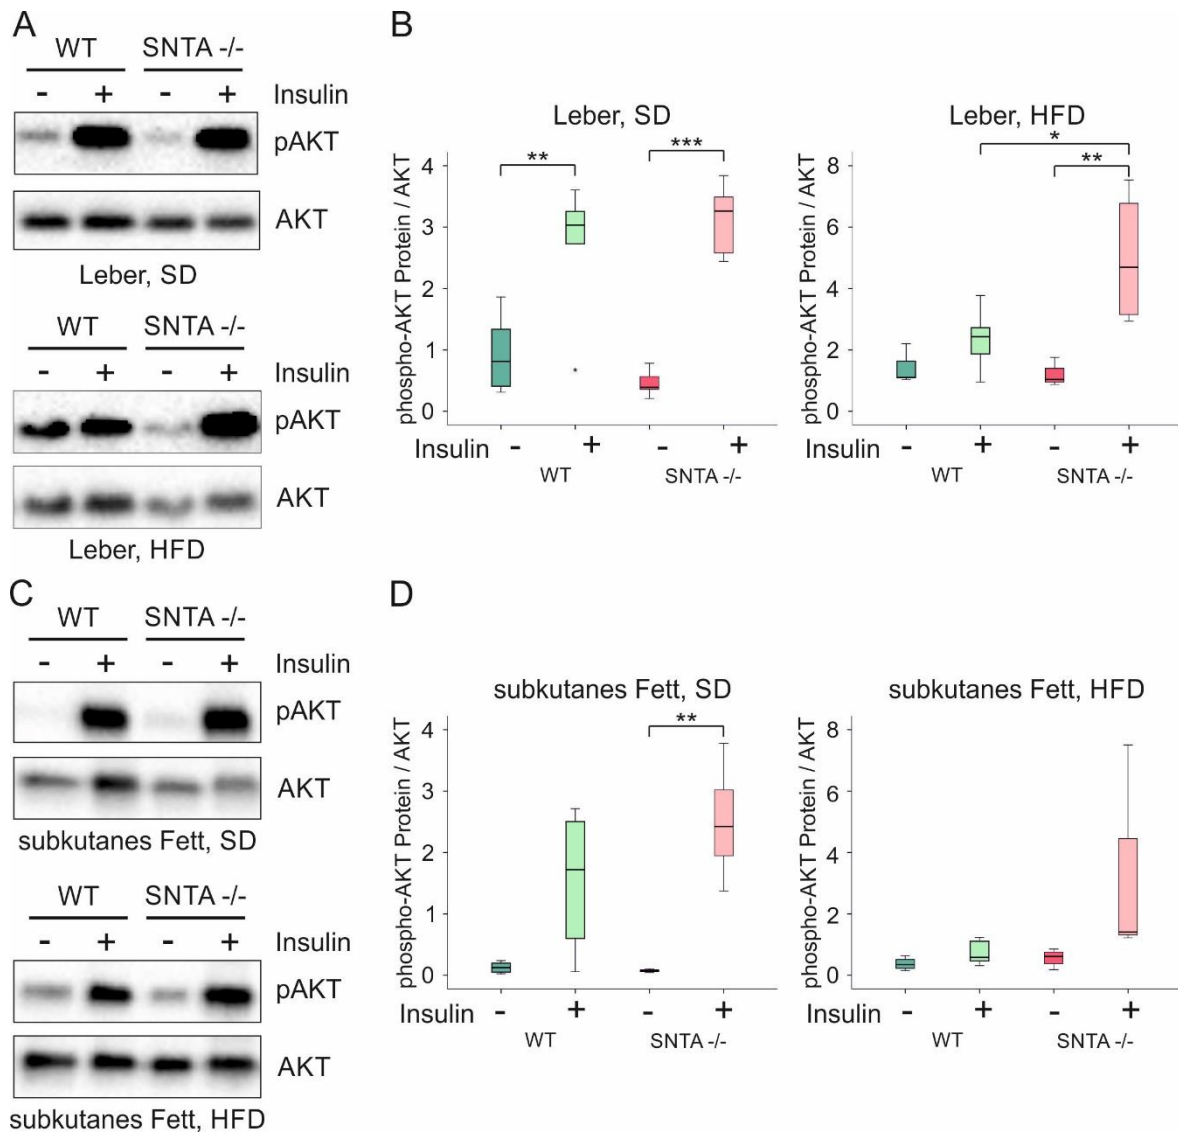 A
WT SNTA -/-
- + - + Insulin
pAKT
AKT
Leber, SD
WT SNTA -/-
- + - + Insulin
pAKT
AKT
Leber, HFD
B
Leber, SD
phospho-AKT Protein / AKT
4
3
2
1
0
** ***
*
Insulin - + - +
WT SNTA -/-
Leber, HFD
phospho-AKT Protein / AKT
8
6
4
2
0
*
**
Insulin - + - +
WT SNTA -/-
C
WT SNTA -/-
- + - + Insulin
pAKT
AKT
subkutanes Fett, SD
WT SNTA -/-
- + - + Insulin
pAKT
AKT
subkutanes Fett, HFD
D
subkutanes Fett, SD
phospho-AKT Protein / AKT
4
3
2
1
0
**
Insulin - + - +
WT SNTA -/-
subkutanes Fett, HFD
phospho-AKT Protein / AKT
8
6
4
2
0
Insulin - + - +
WT SNTA -/-